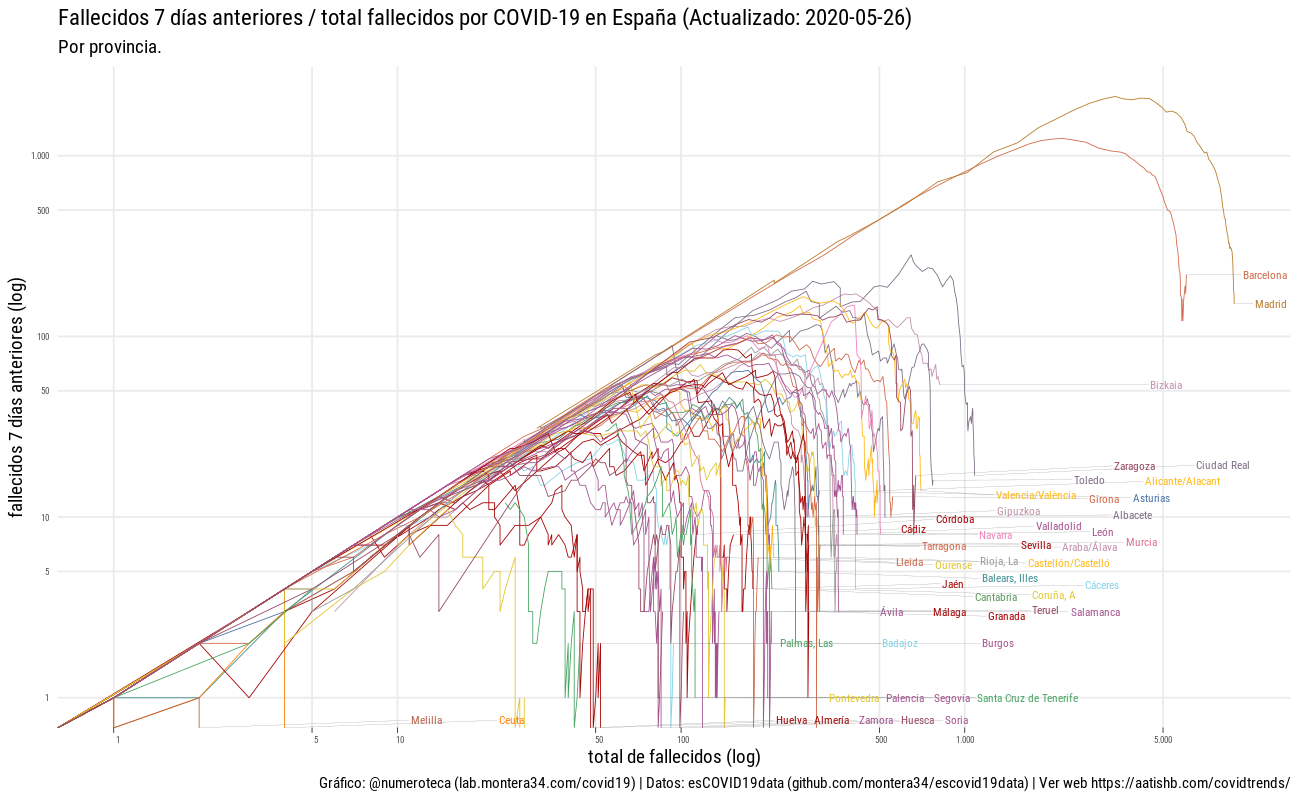 Fallecidos 7 días anteriores / total fallecidos por COVID-19 en España (Actualizado: 2020-05-26)
Por provincia.
fallecidos 7 días anteriores (log)
1.000
500
100
50
10
5
1
Barcelona
Madrid
Bizkaia
Zaragoza
Ciudad Real
Toledo
Alicante/Alacant
Valencia/València
Girona
Asturias
Gipuzkoa
Albacete
Córdoba
Cádiz
Valladolid
León
Navarra
Murcia
Tarragona
Sevilla
Araba/Álava
Lleida
Ourense
Rioja, La
Castellón/Castelló
Balears, Illes
Jaén
Cáceres
Cantabria
Coruña, A
Ávila
Málaga
Granada
Teruel
Salamanca
Palmas, Las
Badajoz
Burgos
Pontevedra
Palencia
Segovia
Santa Cruz de Tenerife
Melilla
Ceuta
Huelva
Almería
Zamora
Huesca
Soria
1
5
10
50
100
500
1.000
5.000
total de fallecidos (log)
Gráfico: @numeroteca (lab.montera34.com/covid19) | Datos: esCOVID19data (github.com/montera34/escovid19data) | Ver web https://aatishb.com/covidtrends/